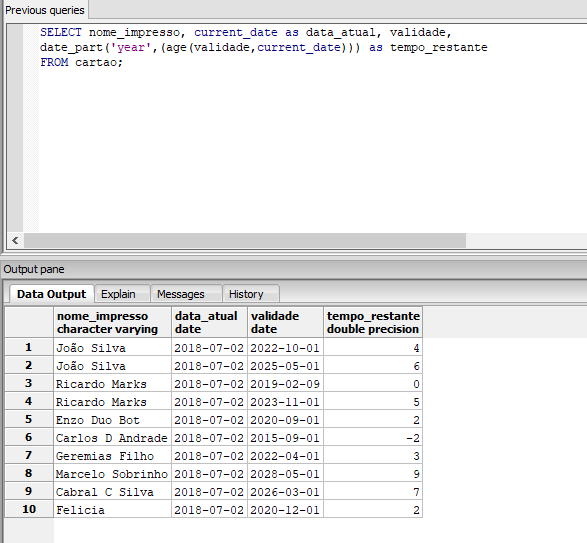 Previous queries
SELECT nome_impresso, current_date as data_atual, validade,
date_part('year',(age(validade,current_date))) as tempo_restante
FROM cartao;
Output pane
Data Output Explain Messages History
nome_impresso data_atual validade tempo_restante
character varying date date double precision
1 João Silva 2018-07-02 2022-10-01 4
2 João Silva 2018-07-02 2025-05-01 6
3 Ricardo Marks 2018-07-02 2019-02-09 0
4 Ricardo Marks 2018-07-02 2023-11-01 5
5 Enzo Duo Bot 2018-07-02 2020-09-01 2
6 Carlos D Andrade 2018-07-02 2015-09-01 -2
7 Geremias Filho 2018-07-02 2022-04-01 3
8 Marcelo Sobrinho 2018-07-02 2028-05-01 9
9 Cabral C Silva 2018-07-02 2026-03-01 7
10 Felicia 2018-07-02 2020-12-01 2